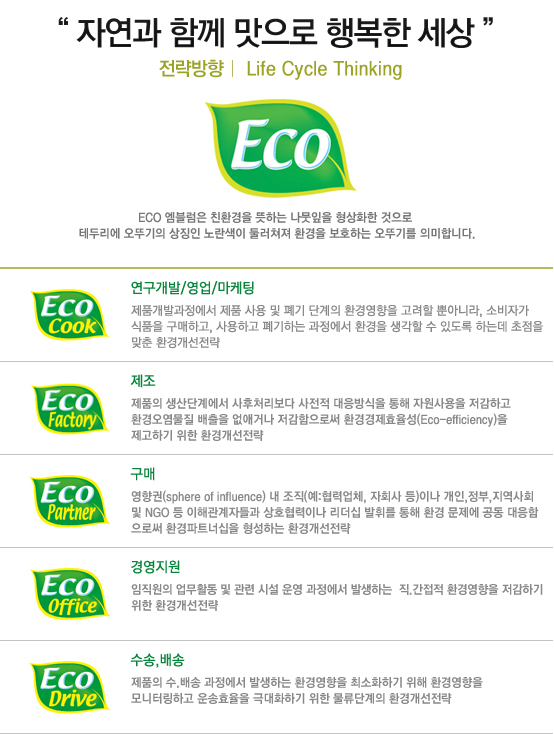 “ 자연과 함께 맛으로 행복한 세상 ”
전략방향 | Life Cycle Thinking
Eco
ECO 엠블럼은 친환경을 뜻하는 나뭇잎을 형상화한 것으로
테두리에 오뚜기의 상징인 노란색이 둘러쳐져 환경을 보호하는 오뚜기를 의미합니다.
Eco
Cook
연구개발/영업/마케팅
제품개발과정에서 제품 사용 및 폐기 단계의 환경영향을 고려할 뿐아니라, 소비자가
식품을 구매하고, 사용하고 폐기하는 과정에서 환경을 생각할 수 있도록 하는데 초점을
맞춘 환경개선전략
Eco
Factory
제조
제품의 생산단계에서 사후처리보다 사전적 대응방식을 통해 자원사용을 저감하고
환경오염물질 배출을 없애거나 저감함으로써 환경경제효율성(Eco-efficiency)을
제고하기 위한 환경개선전략
Eco
Partner
구매
영향권(sphere of influence) 내 조직(예:협력업체, 자회사 등)이나 개인,정부,지역사회
및 NGO 등 이해관계자들과 상호협력이나 리더십 발휘를 통해 환경 문제에 공동 대응함
으로써 환경파트너십을 형성하는 환경개선전략
Eco
Office
경영지원
임직원의 업무활동 및 관련 시설 운영 과정에서 발생하는 직.간접적 환경영향을 저감하기
위한 환경개선전략
Eco
Drive
수송,배송
제품의 수.배송 과정에서 발생하는 환경영향을 최소화하기 위해 환경영향을
모니터링하고 운송효율을 극대화하기 위한 물류단계의 환경개선전략